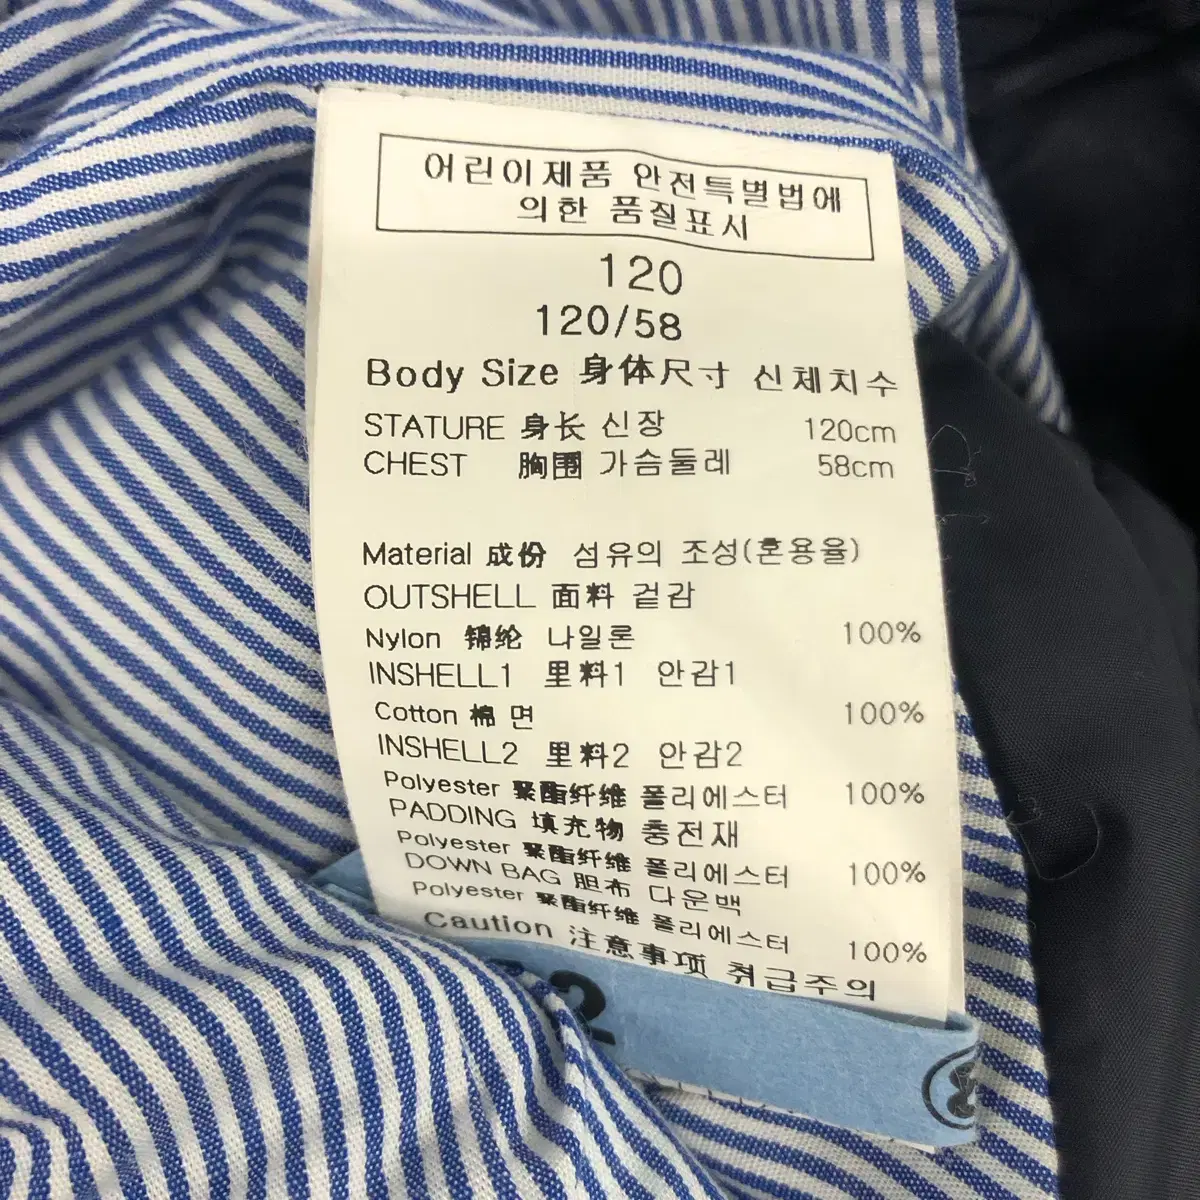 어린이제품 안전특별법에
의한 품질표시
120
120/58
Body Size 身体尺寸 신체치수
STATURE 身长 신장 120cm
CHEST 胸围 가슴둘레 58cm
Material 成份 섬유의 조성(혼용율)
OUTSHELL 面料 겉감
Nylon 锦纶 나일론 100%
INSHELL1 里料1 안감1
Cotton 棉 면 100%
INSHELL2 里料2 안감2
Polyester 聚酯纤维 폴리에스터 100%
PADDING 填充物 충전재
Polyester 聚酯纤维 폴리에스터 100%
DOWN BAG 胆布 다운백
Polyester 聚酯纤维 폴리에스터 100%
Caution 注意事项 취급주의